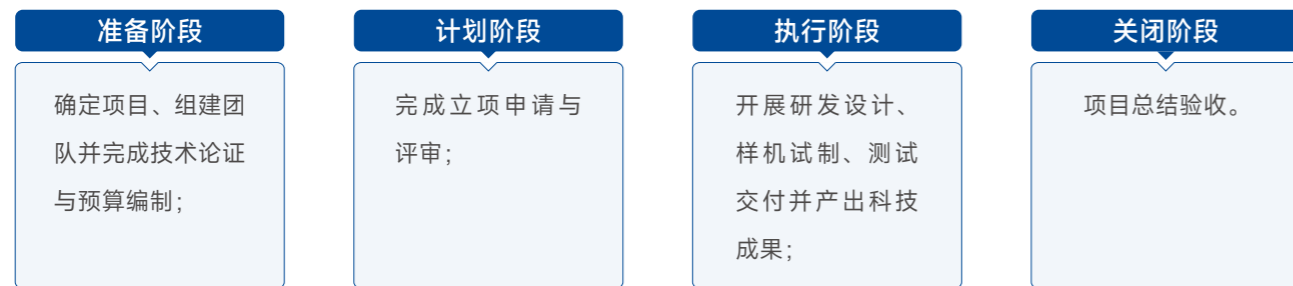 准备阶段
确定项目、组建团
队并完成技术论证
与预算编制；
计划阶段
完成立项申请与
评审；
执行阶段
开展研发设计、
样机试制、测试
交付并产出科技
成果；
关闭阶段
项目总结验收。